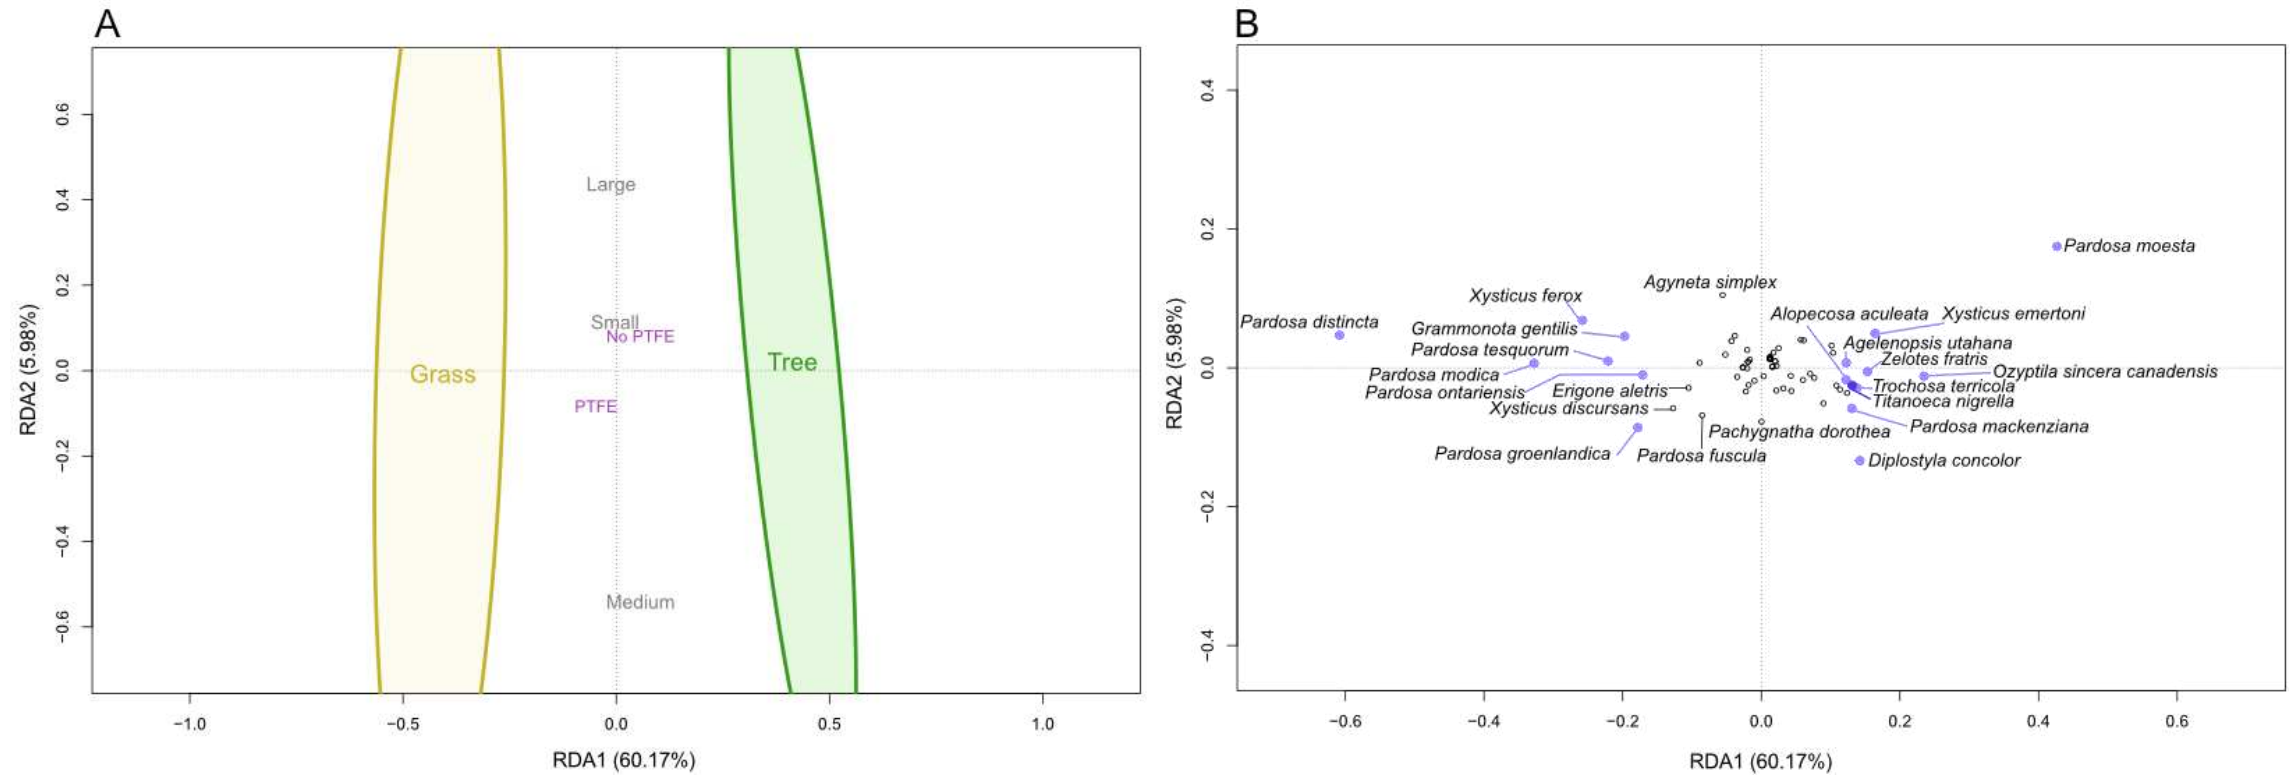 A
0.6
0.4
0.2
0.0
−0.2
−0.4
−0.6
RDA2 (5.98%)
Large
Small
No PTFE
Grass
Tree
PTFE
Medium
−1.0
−0.5
0.0
0.5
1.0
RDA1 (60.17%)
B
0.4
0.2
0.0
−0.2
−0.4
RDA2 (5.98%)
Pardosa moesta
Agyneta simplex
Xysticus ferox
Alopecosa aculeata
Xysticus emertoni
Pardosa distincta
Grammonota gentilis
Agelenopsis utahana
Pardosa tesquorum
Zelotes fratris
Pardosa modica
Ozyptila sincera canadensis
Pardosa ontariensis
Erigone aletris
Trochosa terricola
Xysticus discursans
Titanoeca nigrella
Pachygnatha dorothea
Pardosa mackenziana
Pardosa groenlandica
Pardosa fuscula
Diplostyla concolor
−0.6
−0.4
−0.2
0.0
0.2
0.4
0.6
RDA1 (60.17%)